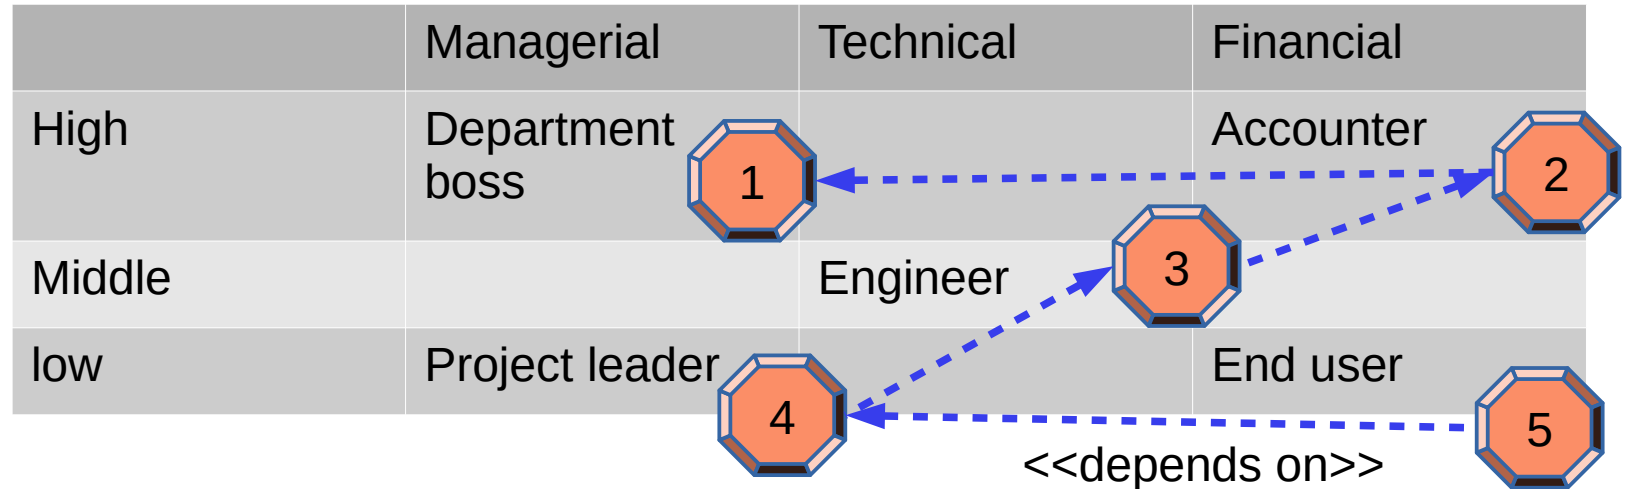 Managerial Technical Financial
High Department boss 1 Accounter 2
Middle Engineer 3
low Project leader 4 End user 5
<<depends on>>